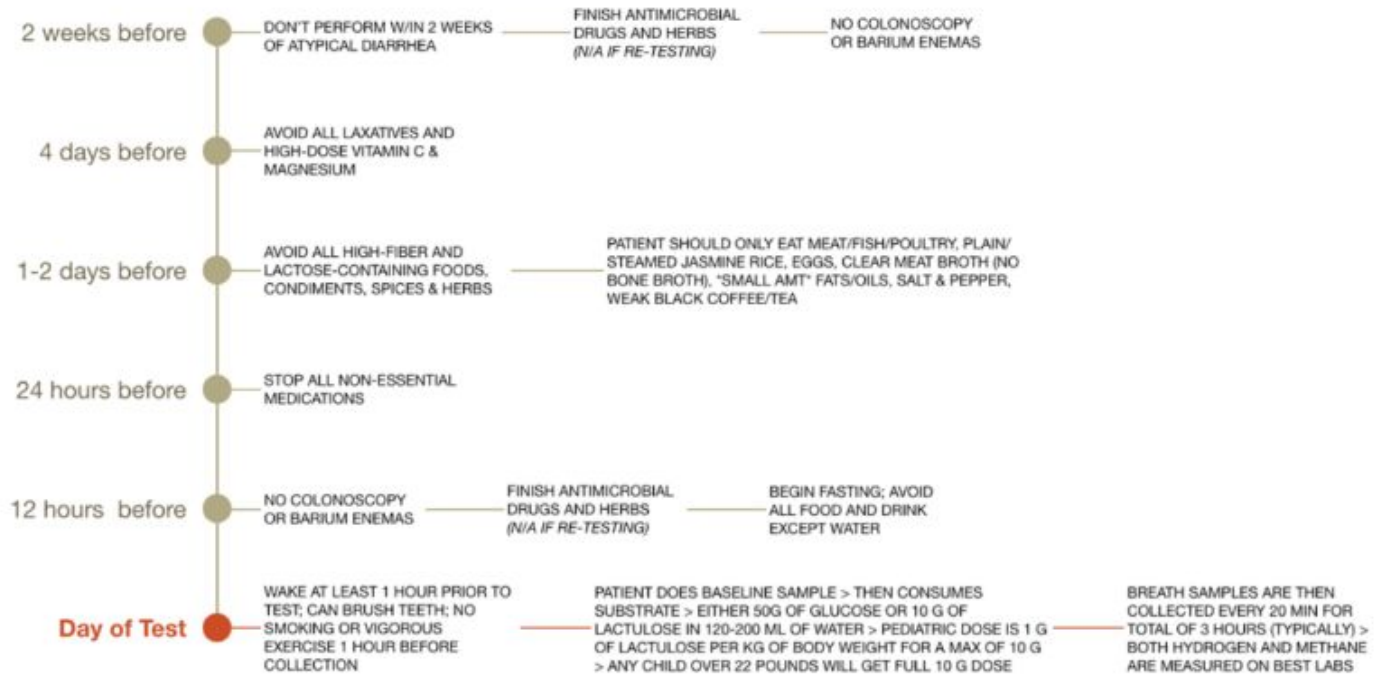 2 weeks before
DON'T PERFORM W/IN 2 WEEKS
OF ATYPICAL DIARRHEA
FINISH ANTIMICROBIAL
DRUGS AND HERBS
(N/A IF RE-TESTING)
NO COLONOSCOPY
OR BARIUM ENEMAS
4 days before
AVOID ALL LAXATIVES AND
HIGH-DOSE VITAMIN C &
MAGNESIUM
1-2 days before
AVOID ALL HIGH-FIBER AND
LACTOSE-CONTAINING FOODS,
CONDIMENTS, SPICES & HERBS
PATIENT SHOULD ONLY EAT MEAT/FISH/POULTRY, PLAIN/
STEAMED JASMINE RICE, EGGS, CLEAR MEAT BROTH (NO
BONE BROTH), "SMALL AMT" FATS/OILS, SALT & PEPPER,
WEAK BLACK COFFEE/TEA
24 hours before
STOP ALL NON-ESSENTIAL
MEDICATIONS
12 hours before
NO COLONOSCOPY
OR BARIUM ENEMAS
FINISH ANTIMICROBIAL
DRUGS AND HERBS
(N/A IF RE-TESTING)
BEGIN FASTING; AVOID
ALL FOOD AND DRINK
EXCEPT WATER
Day of Test
WAKE AT LEAST 1 HOUR PRIOR TO
TEST; CAN BRUSH TEETH; NO
SMOKING OR VIGOROUS
EXERCISE 1 HOUR BEFORE
COLLECTION
PATIENT DOES BASELINE SAMPLE > THEN CONSUMES
SUBSTRATE > EITHER 50G OF GLUCOSE OR 10 G OF
LACTULOSE IN 120-200 ML OF WATER > PEDIATRIC DOSE IS 1 G
OF LACTULOSE PER KG OF BODY WEIGHT FOR A MAX OF 10 G
> ANY CHILD OVER 22 POUNDS WILL GET FULL 10 G DOSE
BREATH SAMPLES ARE THEN
COLLECTED EVERY 20 MIN FOR
TOTAL OF 3 HOURS (TYPICALLY) >
BOTH HYDROGEN AND METHANE
ARE MEASURED ON BEST LABS